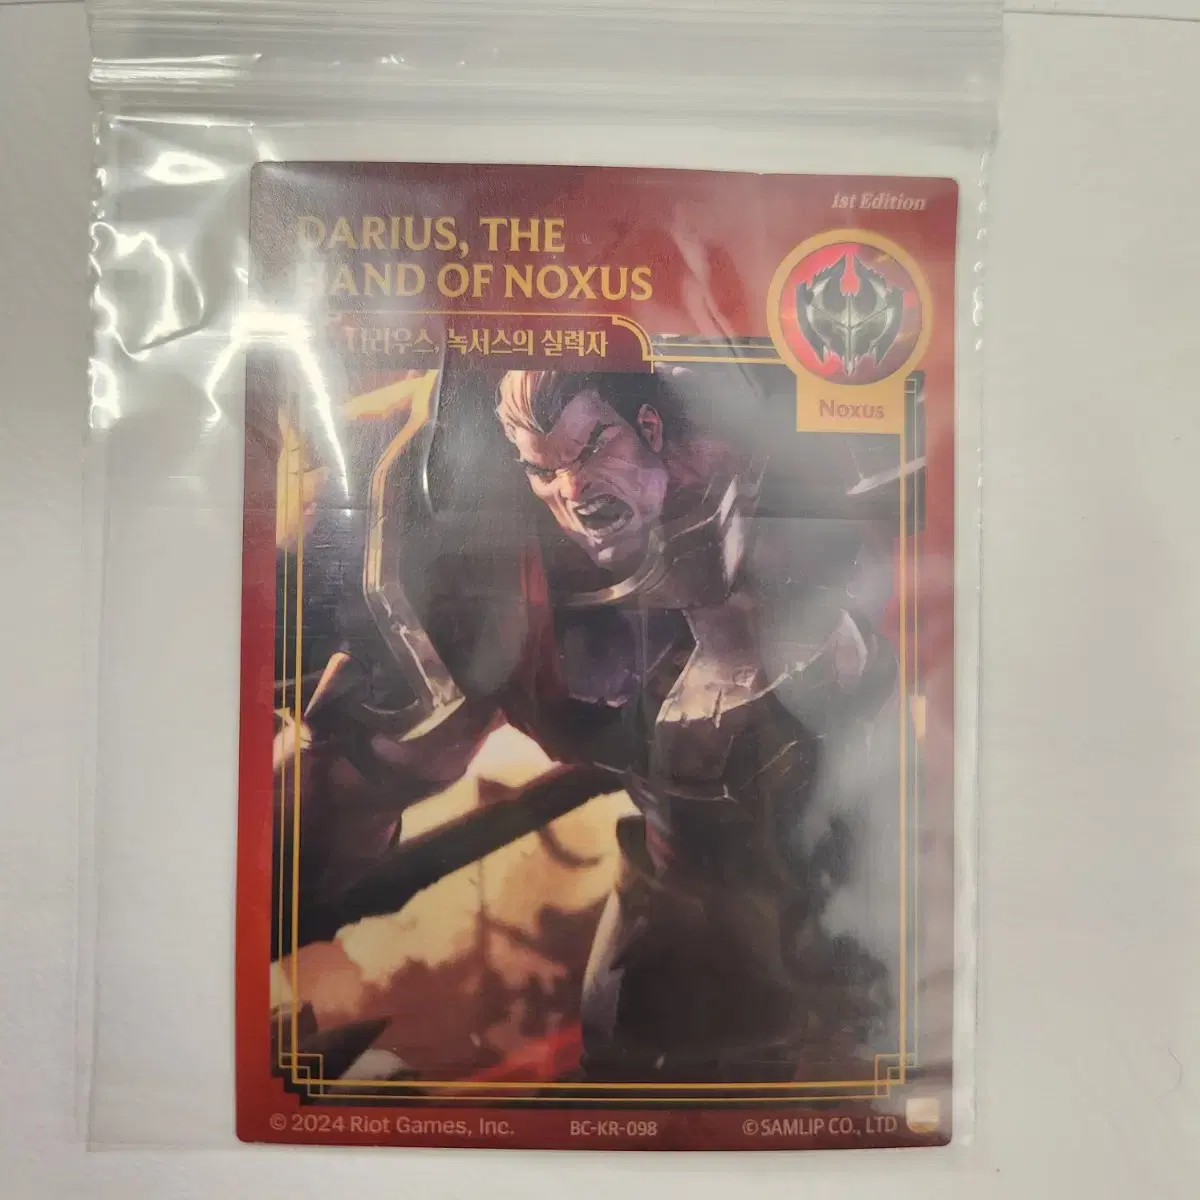 1st Edition
DARIUS, THE
HAND OF NOXUS
다리우스, 녹서스의 실력자
Noxus
© 2024 Riot Games, Inc.
BC-KR-098
© SAMLIP CO., LTD